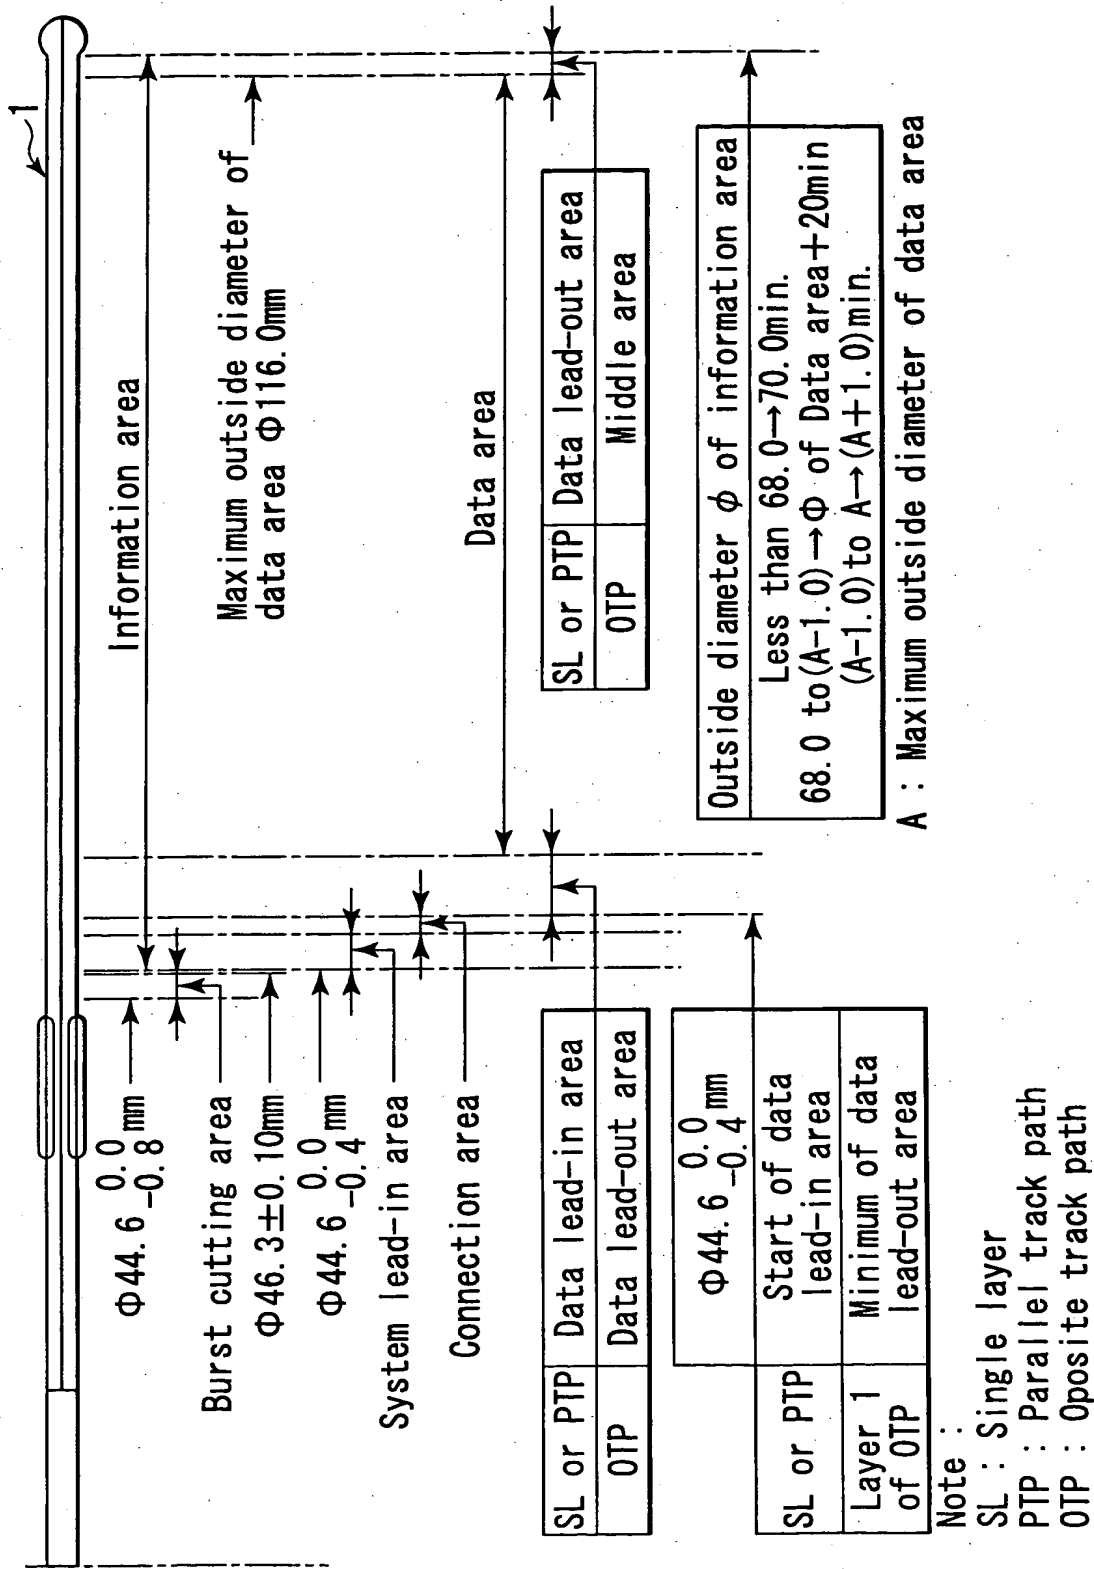 1
Information area
Maximum outside diameter of
data area Φ116.0mm
Data area
Φ44.6 0.0 -0.8 mm
Burst cutting area
Φ46.3±0.10mm
Φ44.6 0.0 -0.4 mm
System lead-in area
Connection area
SL or PTP Data lead-in area
OTP Data lead-out area
SL or PTP Data lead-out area
OTP Middle area
Φ44.6 0.0 -0.4 mm
SL or PTP Start of data
lead-in area
Layer 1
of OTP Minimum of data
lead-out area
Outside diameter ϕ of information area
Less than 68.0→70.0min.
68.0 to(A-1.0)→Φ of Data area+20min
(A-1.0)to A→(A+1.0)min.
A : Maximum outside diameter of data area
Note :
SL : Single layer
PTP : Parallel track path
OTP : Oposite track path